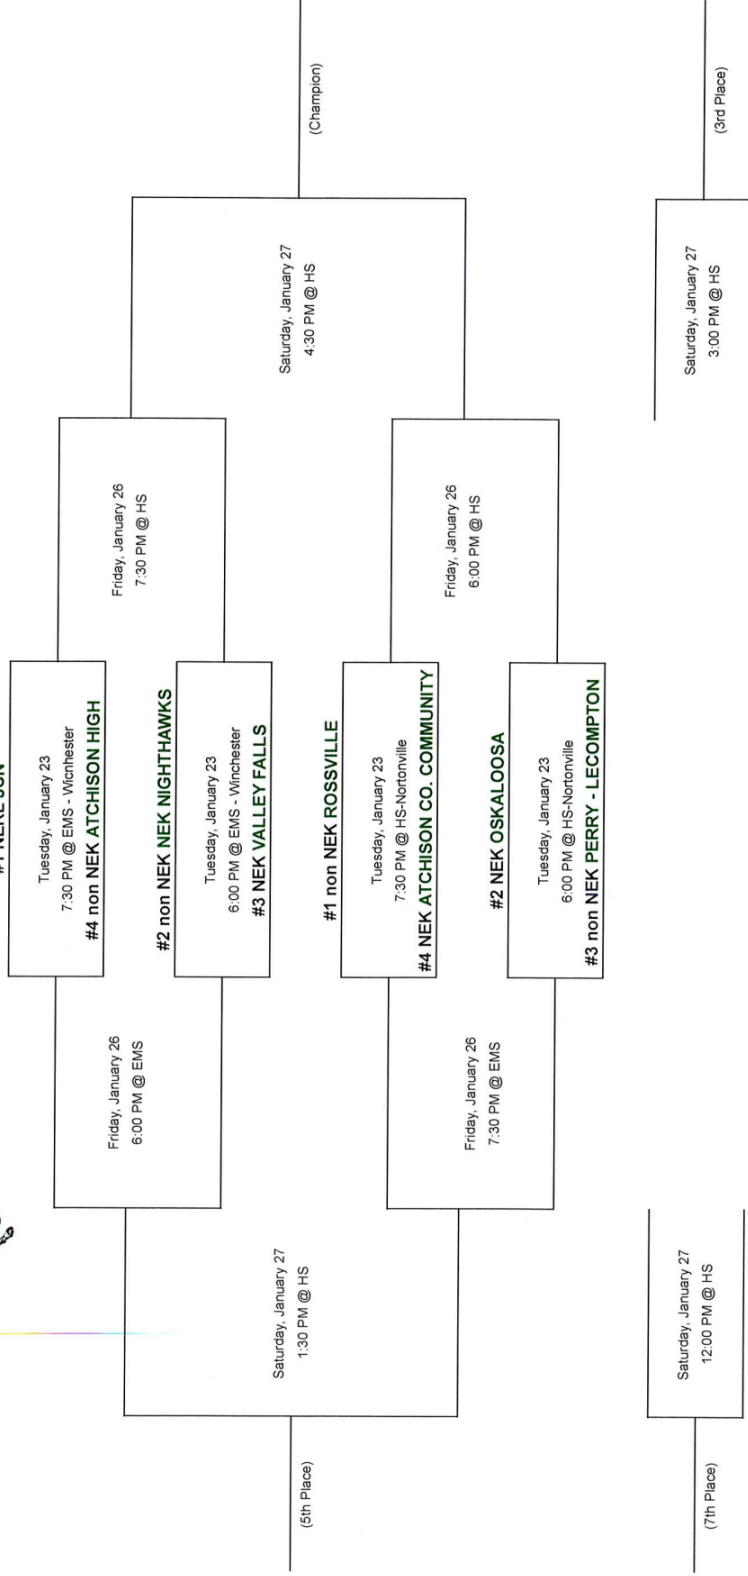 Friday, January 26
6:00 PM @ EMS
Saturday, January 27
1:30 PM @ HS
(5th Place)
Friday, January 26
7:30 PM @ EMS
Saturday, January 27
12:00 PM @ HS
(7th Place)
Tuesday, January 23
7:30 PM @ EMS - Wicnhester
#4 non NEK ATCHISON HIGH
#2 non NEK NEK NIGHTHAWKS
Tuesday, January 23
6:00 PM @ EMS - Winchester
#3 NEK VALLEY FALLS
#1 non NEK ROSSVILLE
Tuesday, January 23
7:30 PM @ HS-Nortonville
#4 NEK ATCHISON CO. COMMUNITY
#2 NEK OSKALOOSA
Tuesday, January 23
6:00 PM @ HS-Nortonville
#3 non NEK PERRY - LECOMPTON
Friday, January 26
7:30 PM @ HS
Friday, January 26
6:00 PM @ HS
Saturday, January 27
4:30 PM @ HS
(Champion)
Saturday, January 27
3:00 PM @ HS
(3rd Place)